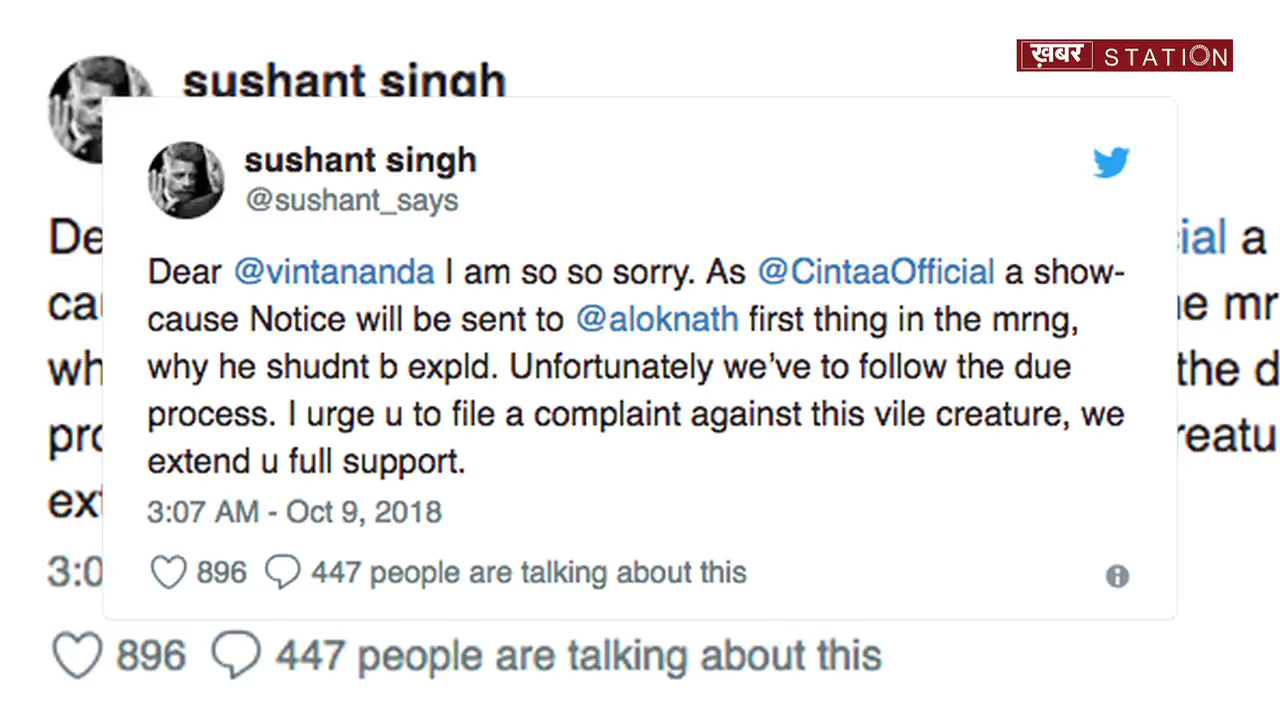 ख़बर STATION
sushant singh
sushant singh
@sushant_says
Dear @vintananda I am so so sorry. As @CintaaOfficial a show-
cause Notice will be sent to @aloknath first thing in the mrng,
why he shudnt b expld. Unfortunately we've to follow the due
process. I urge u to file a complaint against this vile creature, we
extend u full support.
3:07 AM - Oct 9, 2018
896 447 people are talking about this
896 447 people are talking about this